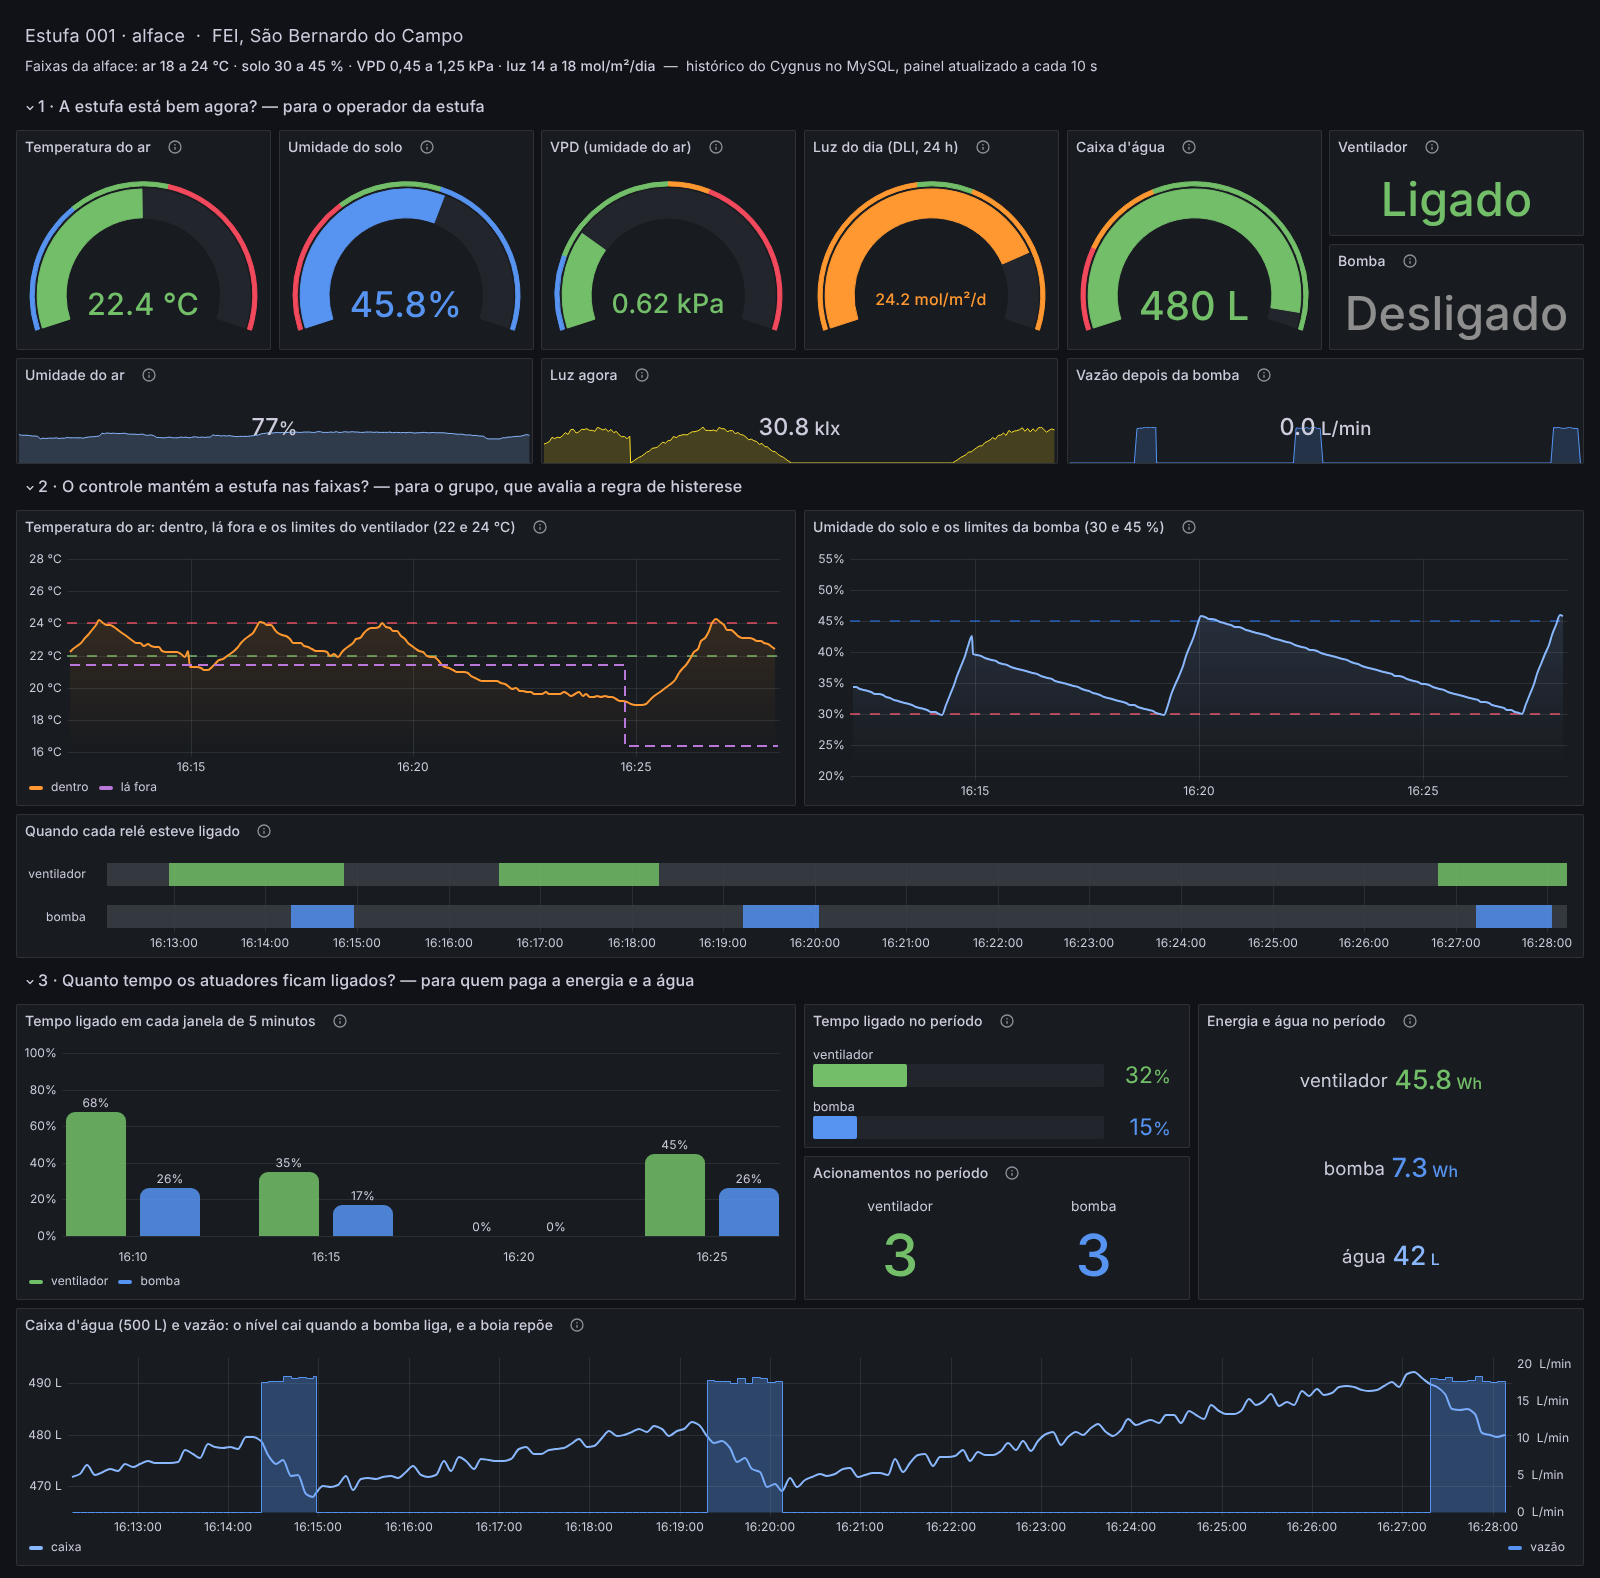 Estufa 001 · alface · FEI, São Bernardo do Campo
Faixas da alface: ar 18 a 24 °C · solo 30 a 45 % · VPD 0,45 a 1,25 kPa · luz 14 a 18 mol/m²/dia — histórico do Cygnus no MySQL, painel atualizado a cada 10 s
1 · A estufa está bem agora? — para o operador da estufa
Temperatura do ar
22.4 °C
Umidade do solo
45.8%
VPD (umidade do ar)
0.62 kPa
Luz do dia (DLI, 24 h)
24.2 mol/m²/d
Caixa d'água
480 L
Ventilador
Ligado
Bomba
Desligado
Umidade do ar
77%
Luz agora
30.8 klx
Vazão depois da bomba
0.0 L/min
2 · O controle mantém a estufa nas faixas? — para o grupo, que avalia a regra de histerese
Temperatura do ar: dentro, lá fora e os limites do ventilador (22 e 24 °C)
28 °C
26 °C
24 °C
22 °C
20 °C
18 °C
16 °C
16:15 16:20 16:25
dentro lá fora
Umidade do solo e os limites da bomba (30 e 45 %)
55%
50%
45%
40%
35%
30%
25%
20%
16:15 16:20 16:25
Quando cada relé esteve ligado
ventilador
bomba
16:13:00 16:14:00 16:15:00 16:16:00 16:17:00 16:18:00 16:19:00 16:20:00 16:21:00 16:22:00 16:23:00 16:24:00 16:25:00 16:26:00 16:27:00 16:28:00
3 · Quanto tempo os atuadores ficam ligados? — para quem paga a energia e a água
Tempo ligado em cada janela de 5 minutos
100%
80%
60%
40%
20%
0%
68% 26% 35% 17% 0% 0% 45% 26%
16:10 16:15 16:20 16:25
ventilador bomba
Tempo ligado no período
ventilador
32%
bomba
15%
Acionamentos no período
ventilador bomba
3 3
Energia e água no período
ventilador 45.8 Wh
bomba 7.3 Wh
água 42 L
Caixa d'água (500 L) e vazão: o nível cai quando a bomba liga, e a boia repõe
490 L
480 L
470 L
20 L/min
15 L/min
10 L/min
5 L/min
0 L/min
16:13:00 16:14:00 16:15:00 16:16:00 16:17:00 16:18:00 16:19:00 16:20:00 16:21:00 16:22:00 16:23:00 16:24:00 16:25:00 16:26:00 16:27:00 16:28:00
caixa vazão